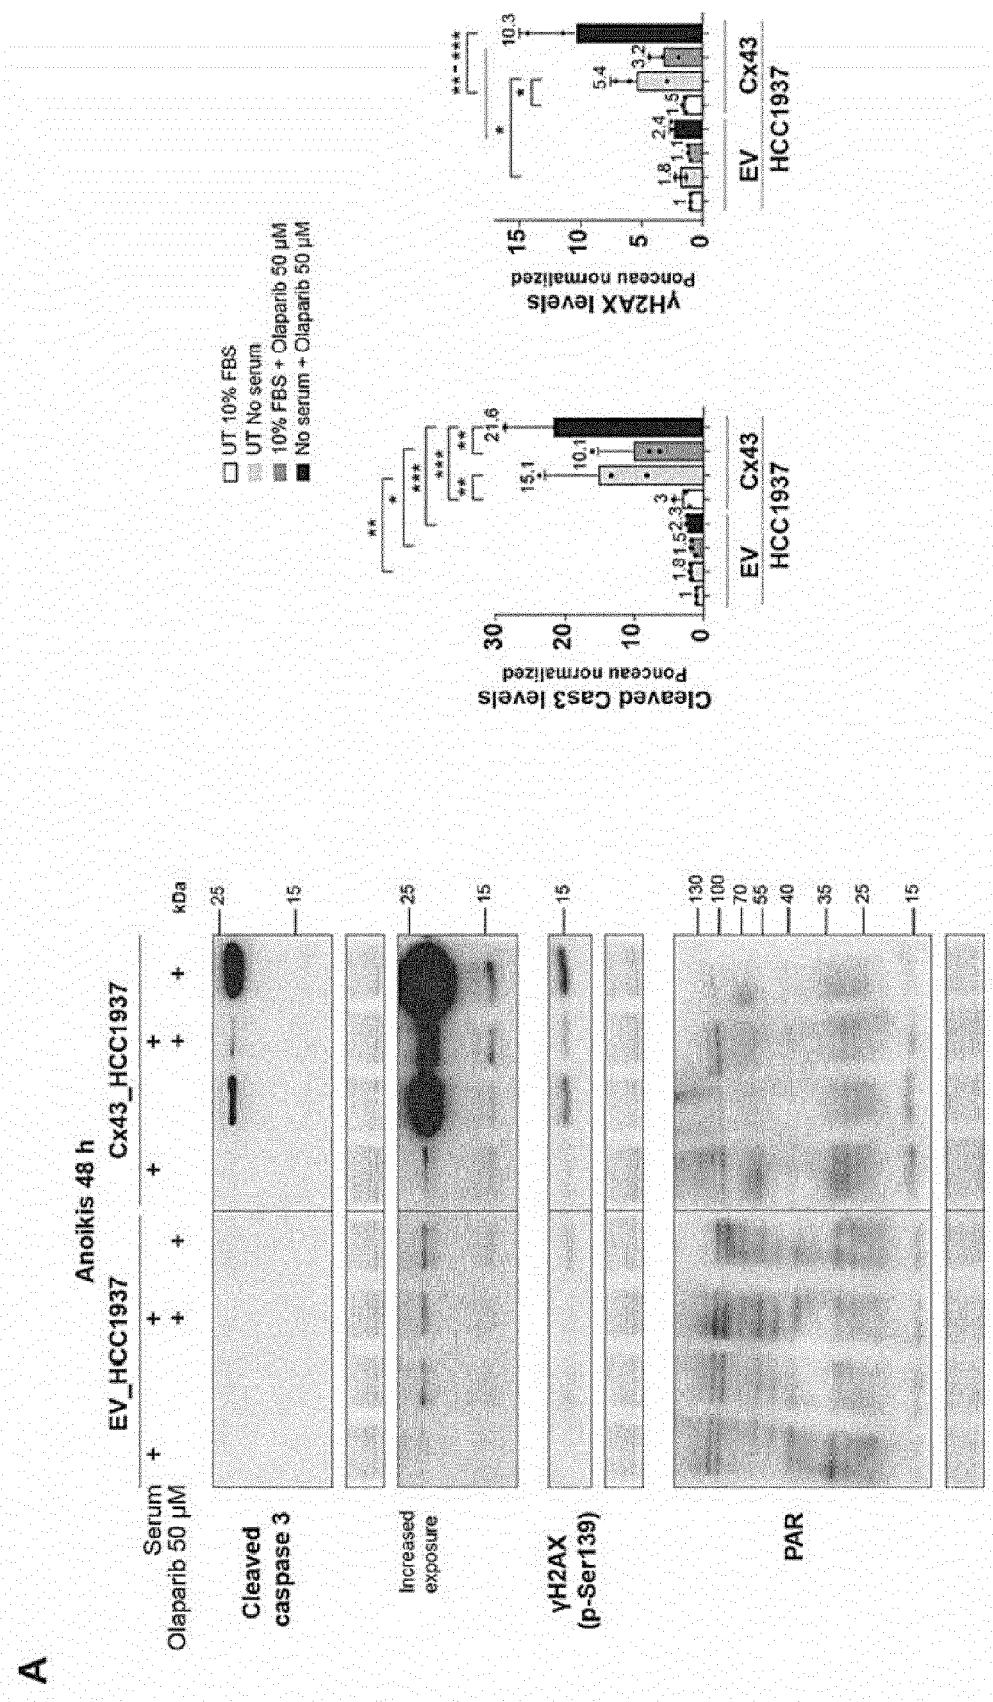 A
Anoikis 48 h
EV_HCC1937
Cx43_HCC1937
Serum
+ + + +
Olaparib 50 µM
+ + + +
kDa
Cleaved
caspase 3
25
15
Increased
exposure
25
15
γH2AX
(p-Ser139)
15
PAR
130
100
70
55
40
35
25
15
UT 10% FBS
UT No serum
10% FBS + Olaparib 50 µM
No serum + Olaparib 50 µM
Cleaved Cas3 levels
Ponceau normalized
30
20
10
0
**
*
***
***
**
**
1
1.8
1.5
2.3
3
15.1
10.1
21.6
EV
Cx43
HCC1937
γH2AX levels
Ponceau normalized
15
10
5
0
**-***
*
*
1
1.8
1.1
2.4
1.5
5.4
3.2
10.3
EV
Cx43
HCC1937